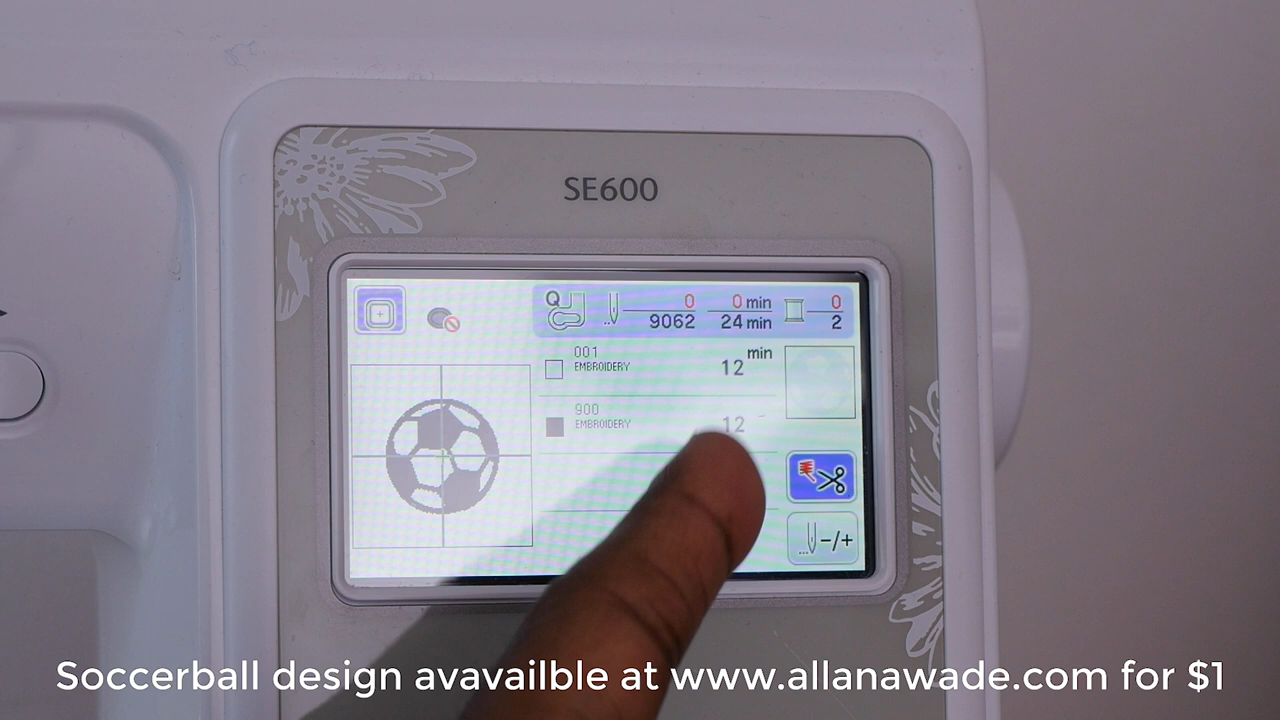 SE600
Q 0 0 min 0
9062 24 min 2
001 min
EMBROIDERY 12
900
EMBROIDERY 12
-/+
Soccerball design avavailble at www.allanawade.com for $1